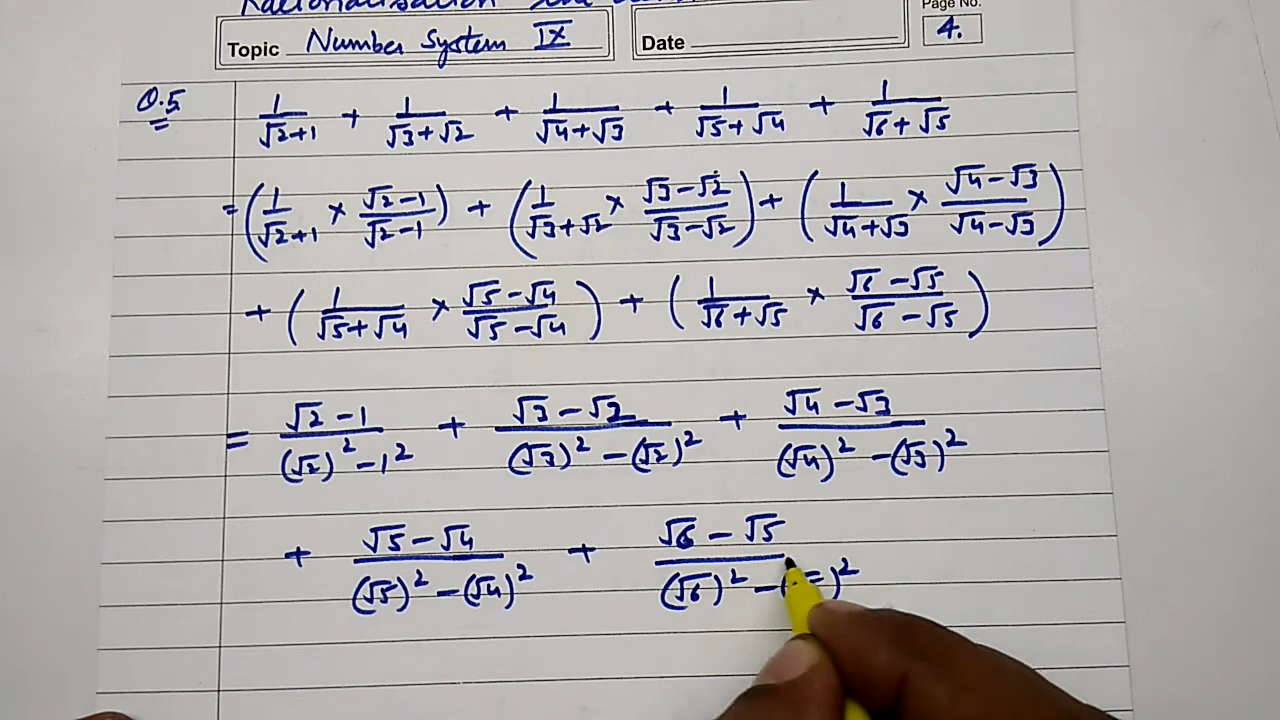 Rationalisation
Page No.
Topic Number System IX
Date
4.
Q.5
1/(√2+1) + 1/(√3+√2) + 1/(√4+√3) + 1/(√5+√4) + 1/(√6+√5)
= (1/(√2+1) × (√2-1)/(√2-1)) + (1/(√3+√2) × (√3-√2)/(√3-√2)) + (1/(√4+√3) × (√4-√3)/(√4-√3))
+ (1/(√5+√4) × (√5-√4)/(√5-√4)) + (1/(√6+√5) × (√6-√5)/(√6-√5))
= (√2-1)/((√2)²-1²) + (√3-√2)/((√3)²-(√2)²) + (√4-√3)/((√4)²-(√3)²)
+ (√5-√4)/((√5)²-(√4)²) + (√6-√5)/((√6)²-( )²